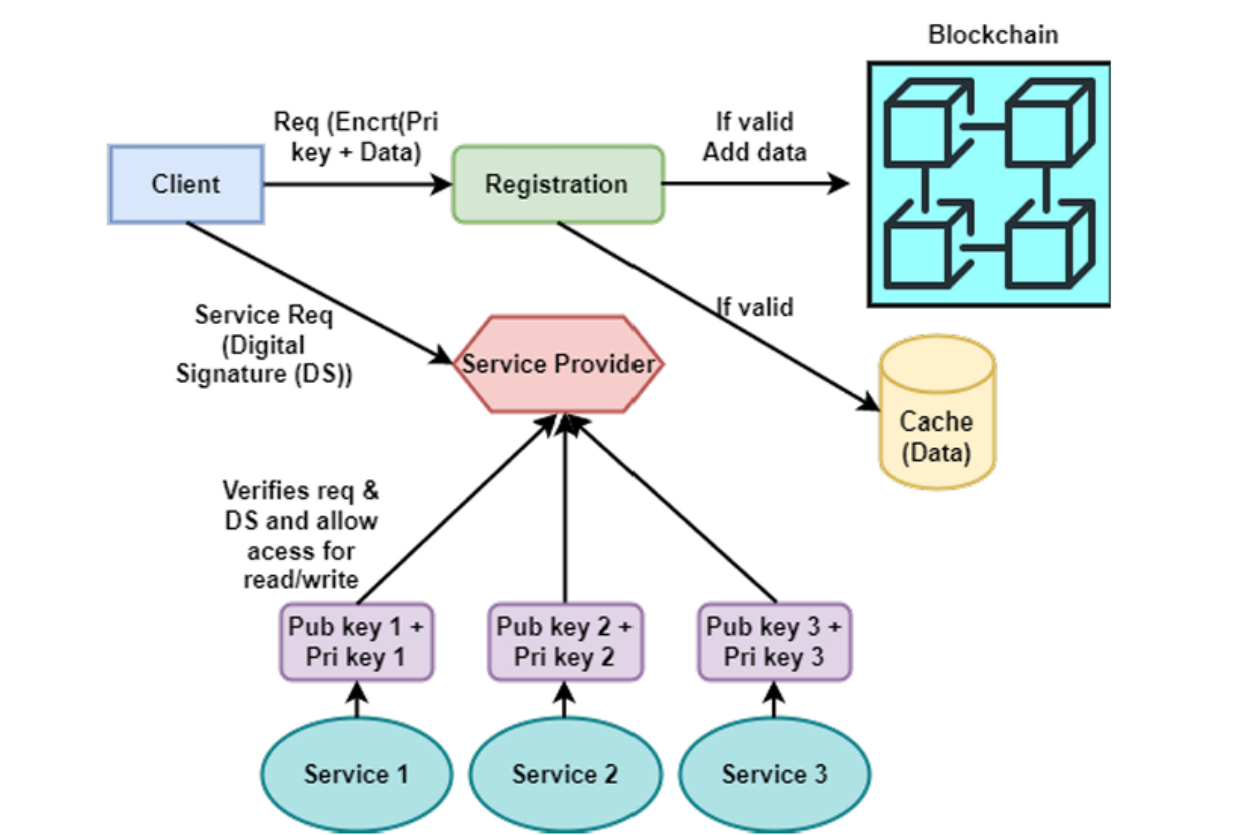 Blockchain
Req (Encrt(Pri
key + Data)
If valid
Add data
Client
Registration
Service Req
(Digital
Signature (DS))
If valid
Service Provider
Cache
(Data)
Verifies req &
DS and allow
acess for
read/write
Pub key 1 +
Pri key 1
Pub key 2 +
Pri key 2
Pub key 3 +
Pri key 3
Service 1
Service 2
Service 3